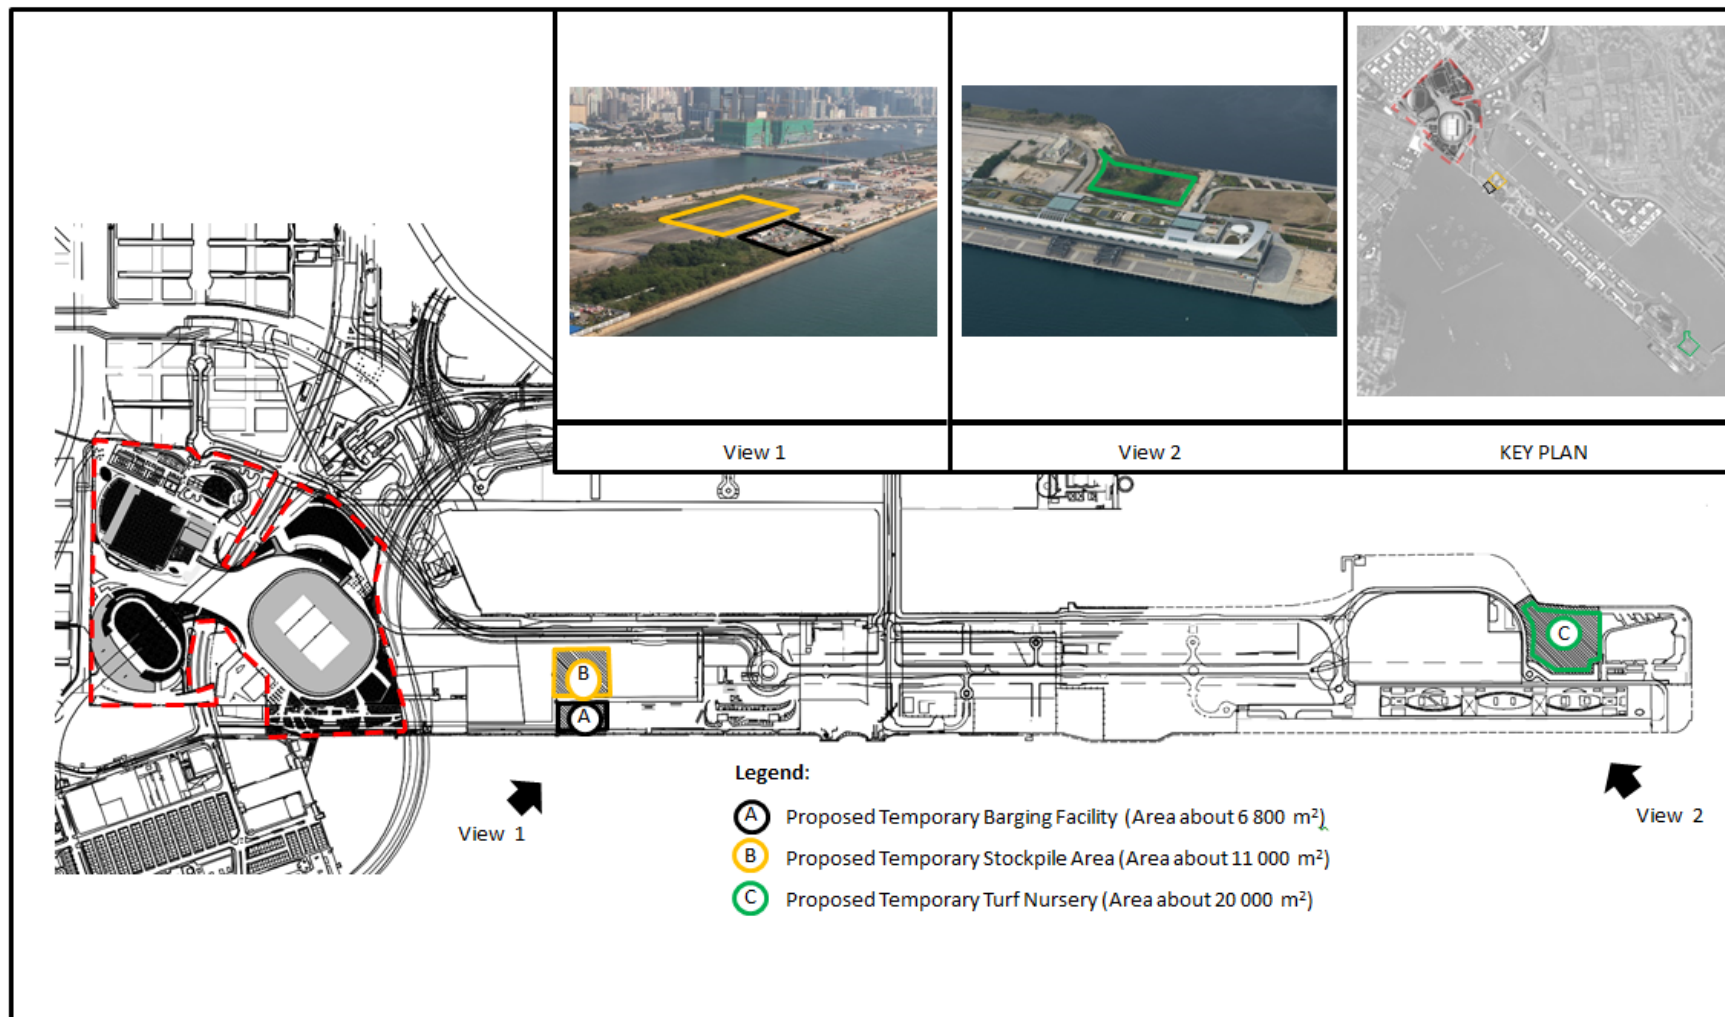 View 1
View 2
KEY PLAN
B
A
C
View 1
View 2
Legend:
A Proposed Temporary Barging Facility (Area about 6 800 m²)
B Proposed Temporary Stockpile Area (Area about 11 000 m²)
C Proposed Temporary Turf Nursery (Area about 20 000 m²)